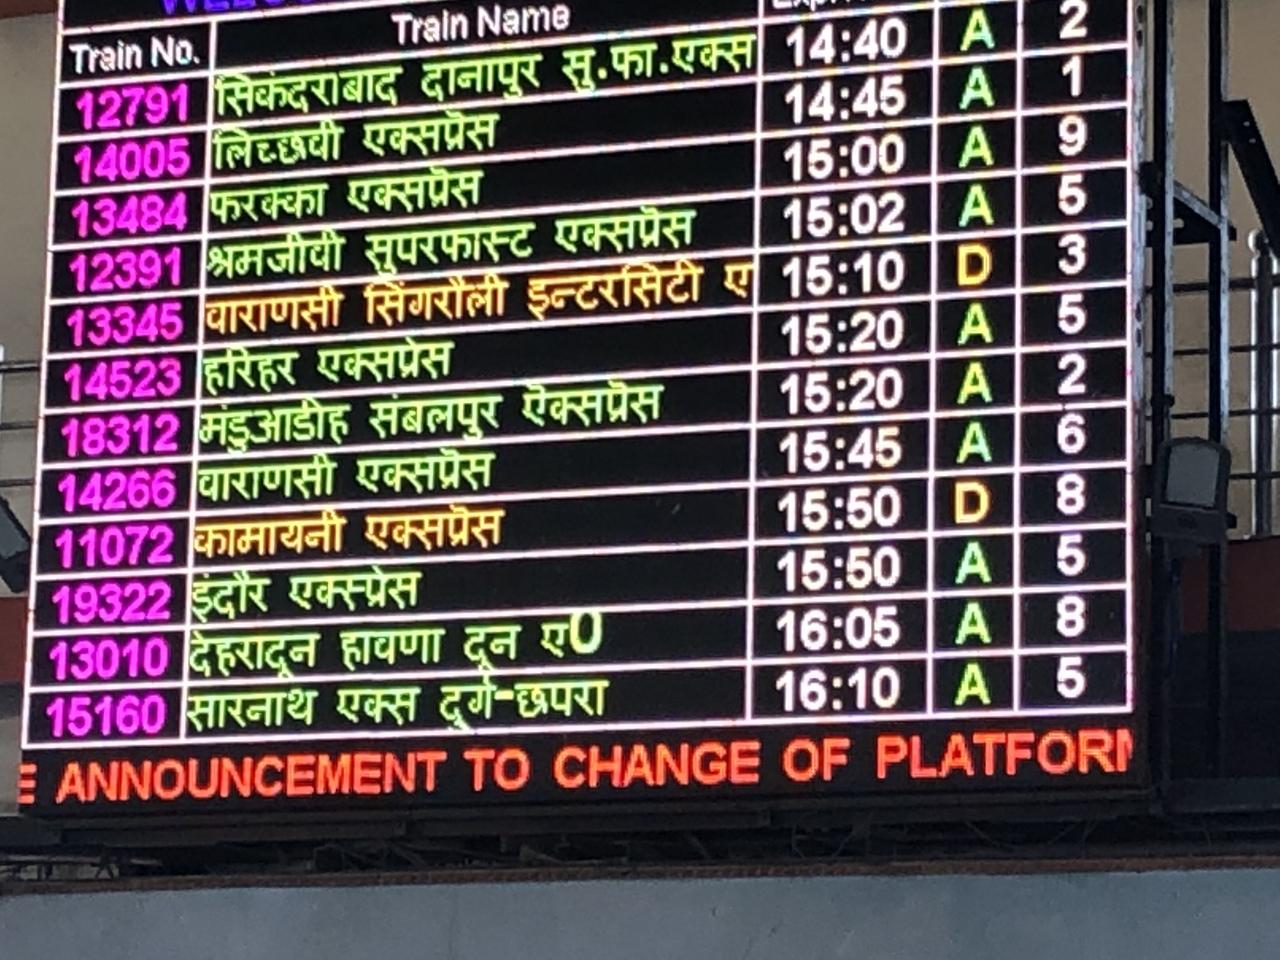 Train No. Train Name
12791 सिकंदराबाद दानापुर सु.फा.एक्स 14:40 A 2
14005 लिच्छवी एक्सप्रेस 14:45 A 1
13484 फरक्का एक्सप्रेस 15:00 A 9
12391 श्रमजीवी सुपरफास्ट एक्सप्रेस 15:02 A 5
13345 वाराणसी सिंगरौली इन्टरसिटी ए 15:10 D 3
14523 हरिहर एक्सप्रेस 15:20 A 5
18312 मंडुआडीह संबलपुर ऐक्सप्रेस 15:20 A 2
14266 वाराणसी एक्सप्रेस 15:45 A 6
11072 कामायनी एक्सप्रेस 15:50 D 8
19322 इंदौर एक्स्प्रेस 15:50 A 5
13010 देहरादून हावणा दून ए0 16:05 A 8
15160 सारनाथ एक्स दुर्ग-छपरा 16:10 A 5
ANNOUNCEMENT TO CHANGE OF PLATFORM